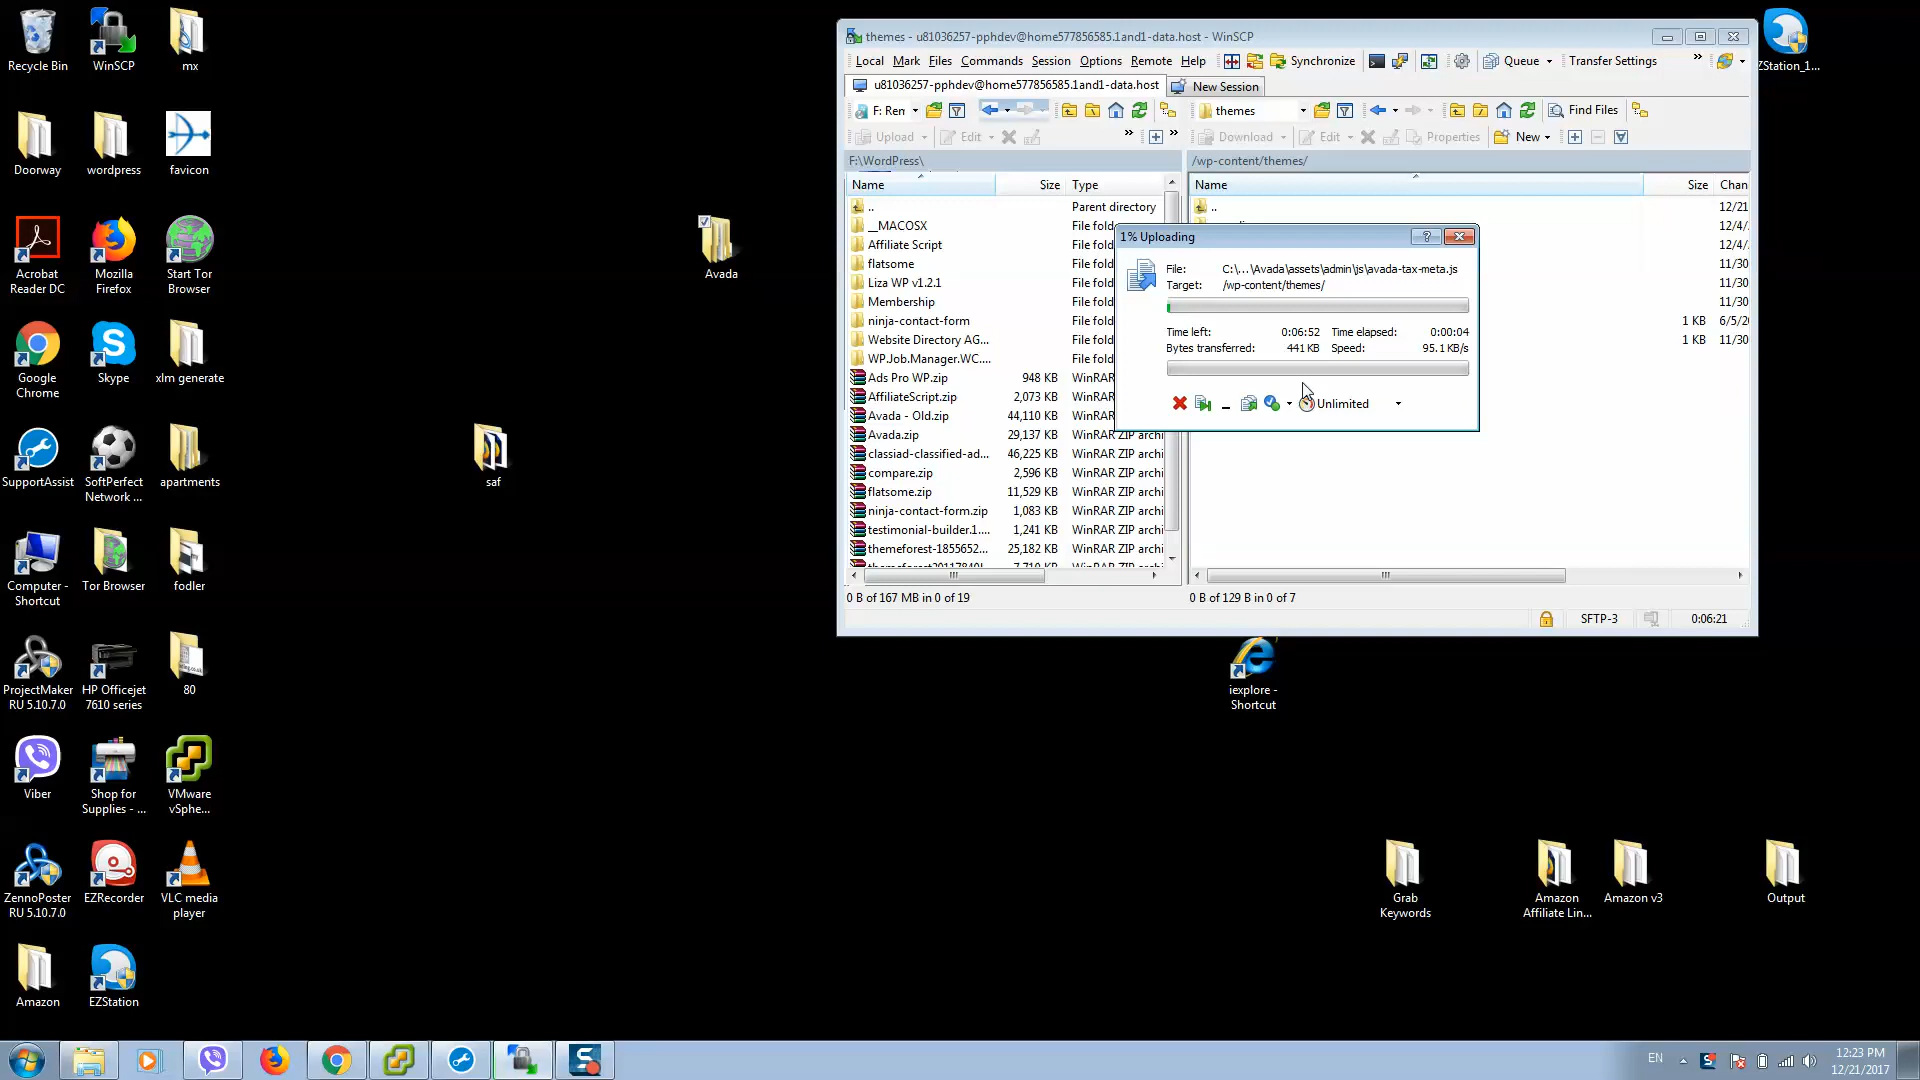 Recycle Bin
WinSCP
mx
Doorway
wordpress
favicon
Acrobat
Reader DC
Mozilla
Firefox
Start Tor
Browser
Google
Chrome
Skype
xlm generate
SupportAssist
SoftPerfect
Network ...
apartments
Computer -
Shortcut
Tor Browser
fodler
ProjectMaker
RU 5.10.7.0
HP Officejet
7610 series
80
Viber
Shop for
Supplies - ...
VMware
vSphe...
ZennoPoster
RU 5.10.7.0
EZRecorder
VLC media
player
Amazon
EZStation
Avada
saf
themes - u81036257-pphdev@home577856585.1and1-data.host - WinSCP
Local Mark Files Commands Session Options Remote Help Synchronize Queue Transfer Settings
u81036257-pphdev@home577856585.1and1-data.host New Session
F: Ren
themes Find Files
Upload Edit
Download Edit Properties New
F:\WordPress\
/wp-content/themes/
Name Size Type
Name Size Chan
.. Parent directory
.. 12/21
__MACOSX File fold
12/4/
Affiliate Script File fold
12/4/
flatsome File fold
11/30
Liza WP v1.2.1 File fold
11/30
Membership File fold
11/30
ninja-contact-form File fold
1 KB 6/5/20
Website Directory AG... File fold
1 KB 11/30
WPJob.Manager.WC.... File fold
Ads Pro WP.zip 948 KB WinRAR
AffiliateScript.zip 2,073 KB WinRAR
Avada - Old.zip 44,110 KB WinRAR
Avada.zip 29,137 KB WinRAR ZIP archi
classiad-classified-ad... 46,225 KB WinRAR ZIP archi
compare.zip 2,596 KB WinRAR ZIP archi
flatsome.zip 11,529 KB WinRAR ZIP archi
ninja-contact-form.zip 1,083 KB WinRAR ZIP archi
testimonial-builder.1.... 1,241 KB WinRAR ZIP archi
themeforest-1855652... 25,182 KB WinRAR ZIP archi
0 B of 167 MB in 0 of 19
0 B of 129 B in 0 of 7
SFTP-3 0:06:21
1% Uploading
File: C:\...\Avada\assets\admin\js\avada-tax-meta.js
Target: /wp-content/themes/
Time left: 0:06:52 Time elapsed: 0:00:04
Bytes transferred: 441 KB Speed: 95.1 KB/s
Unlimited
ZStation_1...
iexplore -
Shortcut
Grab
Keywords
Amazon
Affiliate Lin...
Amazon v3
Output
EN
12:23 PM
12/21/2017